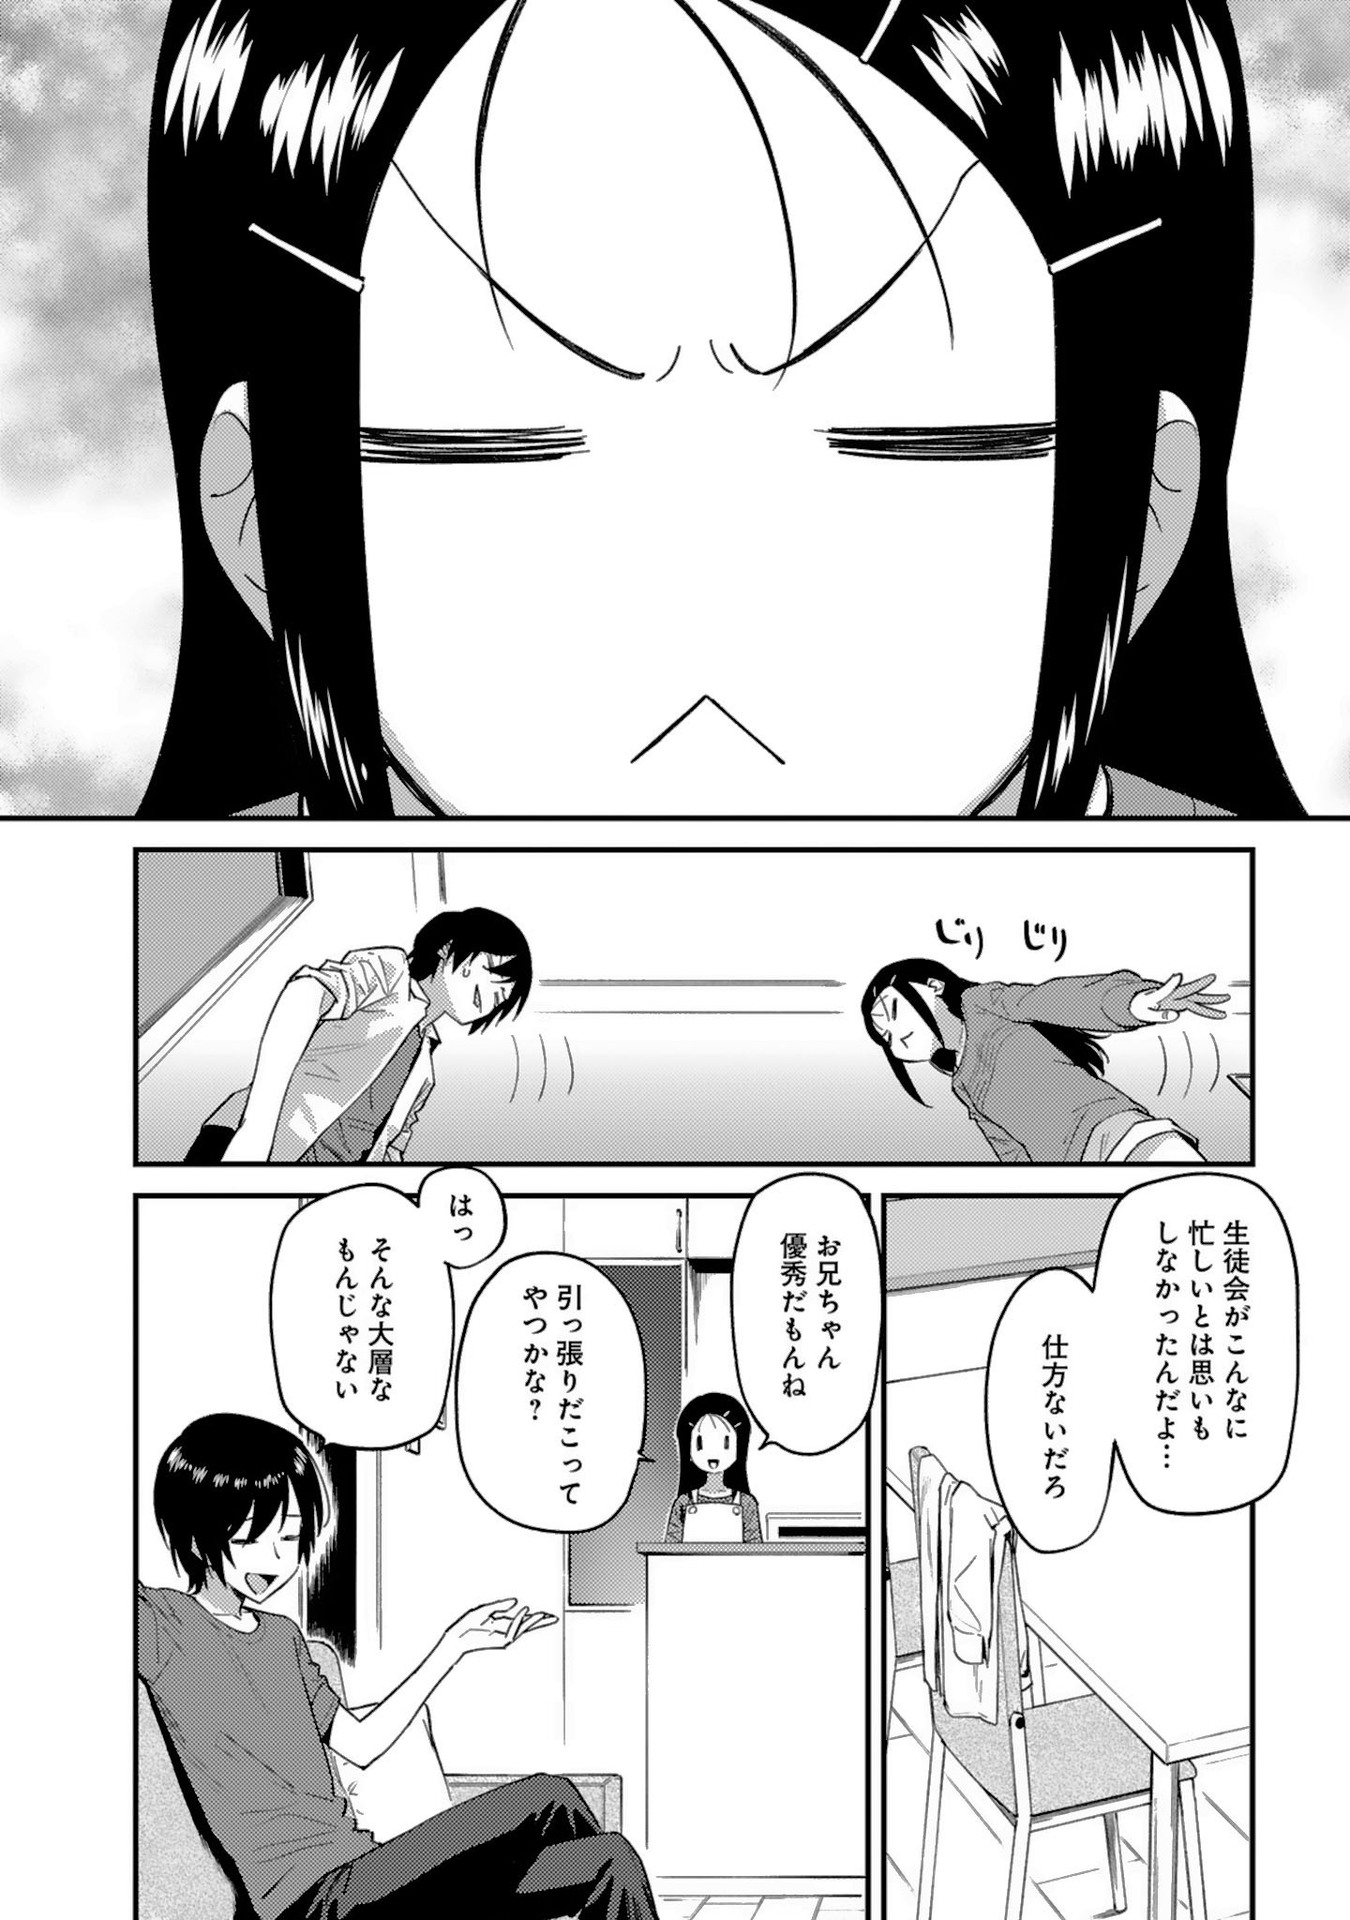 じり
じり
生徒会がこんなに
忙しいとは思いも
しなかったんだよ…
仕方ないだろ
お兄ちゃん
優秀だもんね
引っ張りだこって
やつかな?
はっ
そんな大層な
もんじゃない